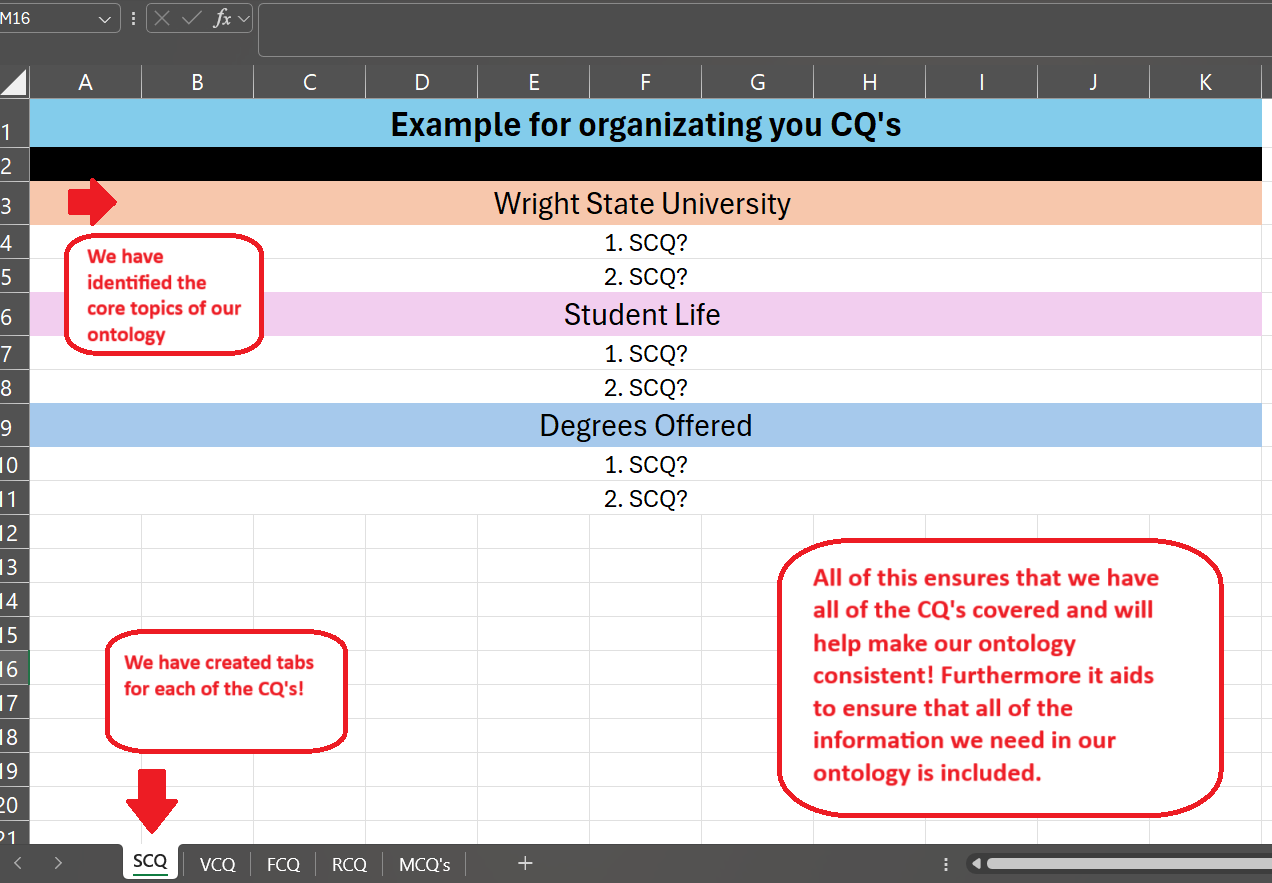 M16
fx
A B C D E F G H I J K
1 Example for organizating you CQ's
2
3 Wright State University
4 1. SCQ?
We have
identified the
core topics of our
ontology
5 2. SCQ?
6 Student Life
7 1. SCQ?
8 2. SCQ?
9 Degrees Offered
10 1. SCQ?
11 2. SCQ?
12
13
14
15
16
17
18
19
20
21
All of this ensures that we have
all of the CQ's covered and will
help make our ontology
consistent! Furthermore it aids
to ensure that all of the
information we need in our
ontology is included.
We have created tabs
for each of the CQ's!
SCQ VCQ FCQ RCQ MCQ's